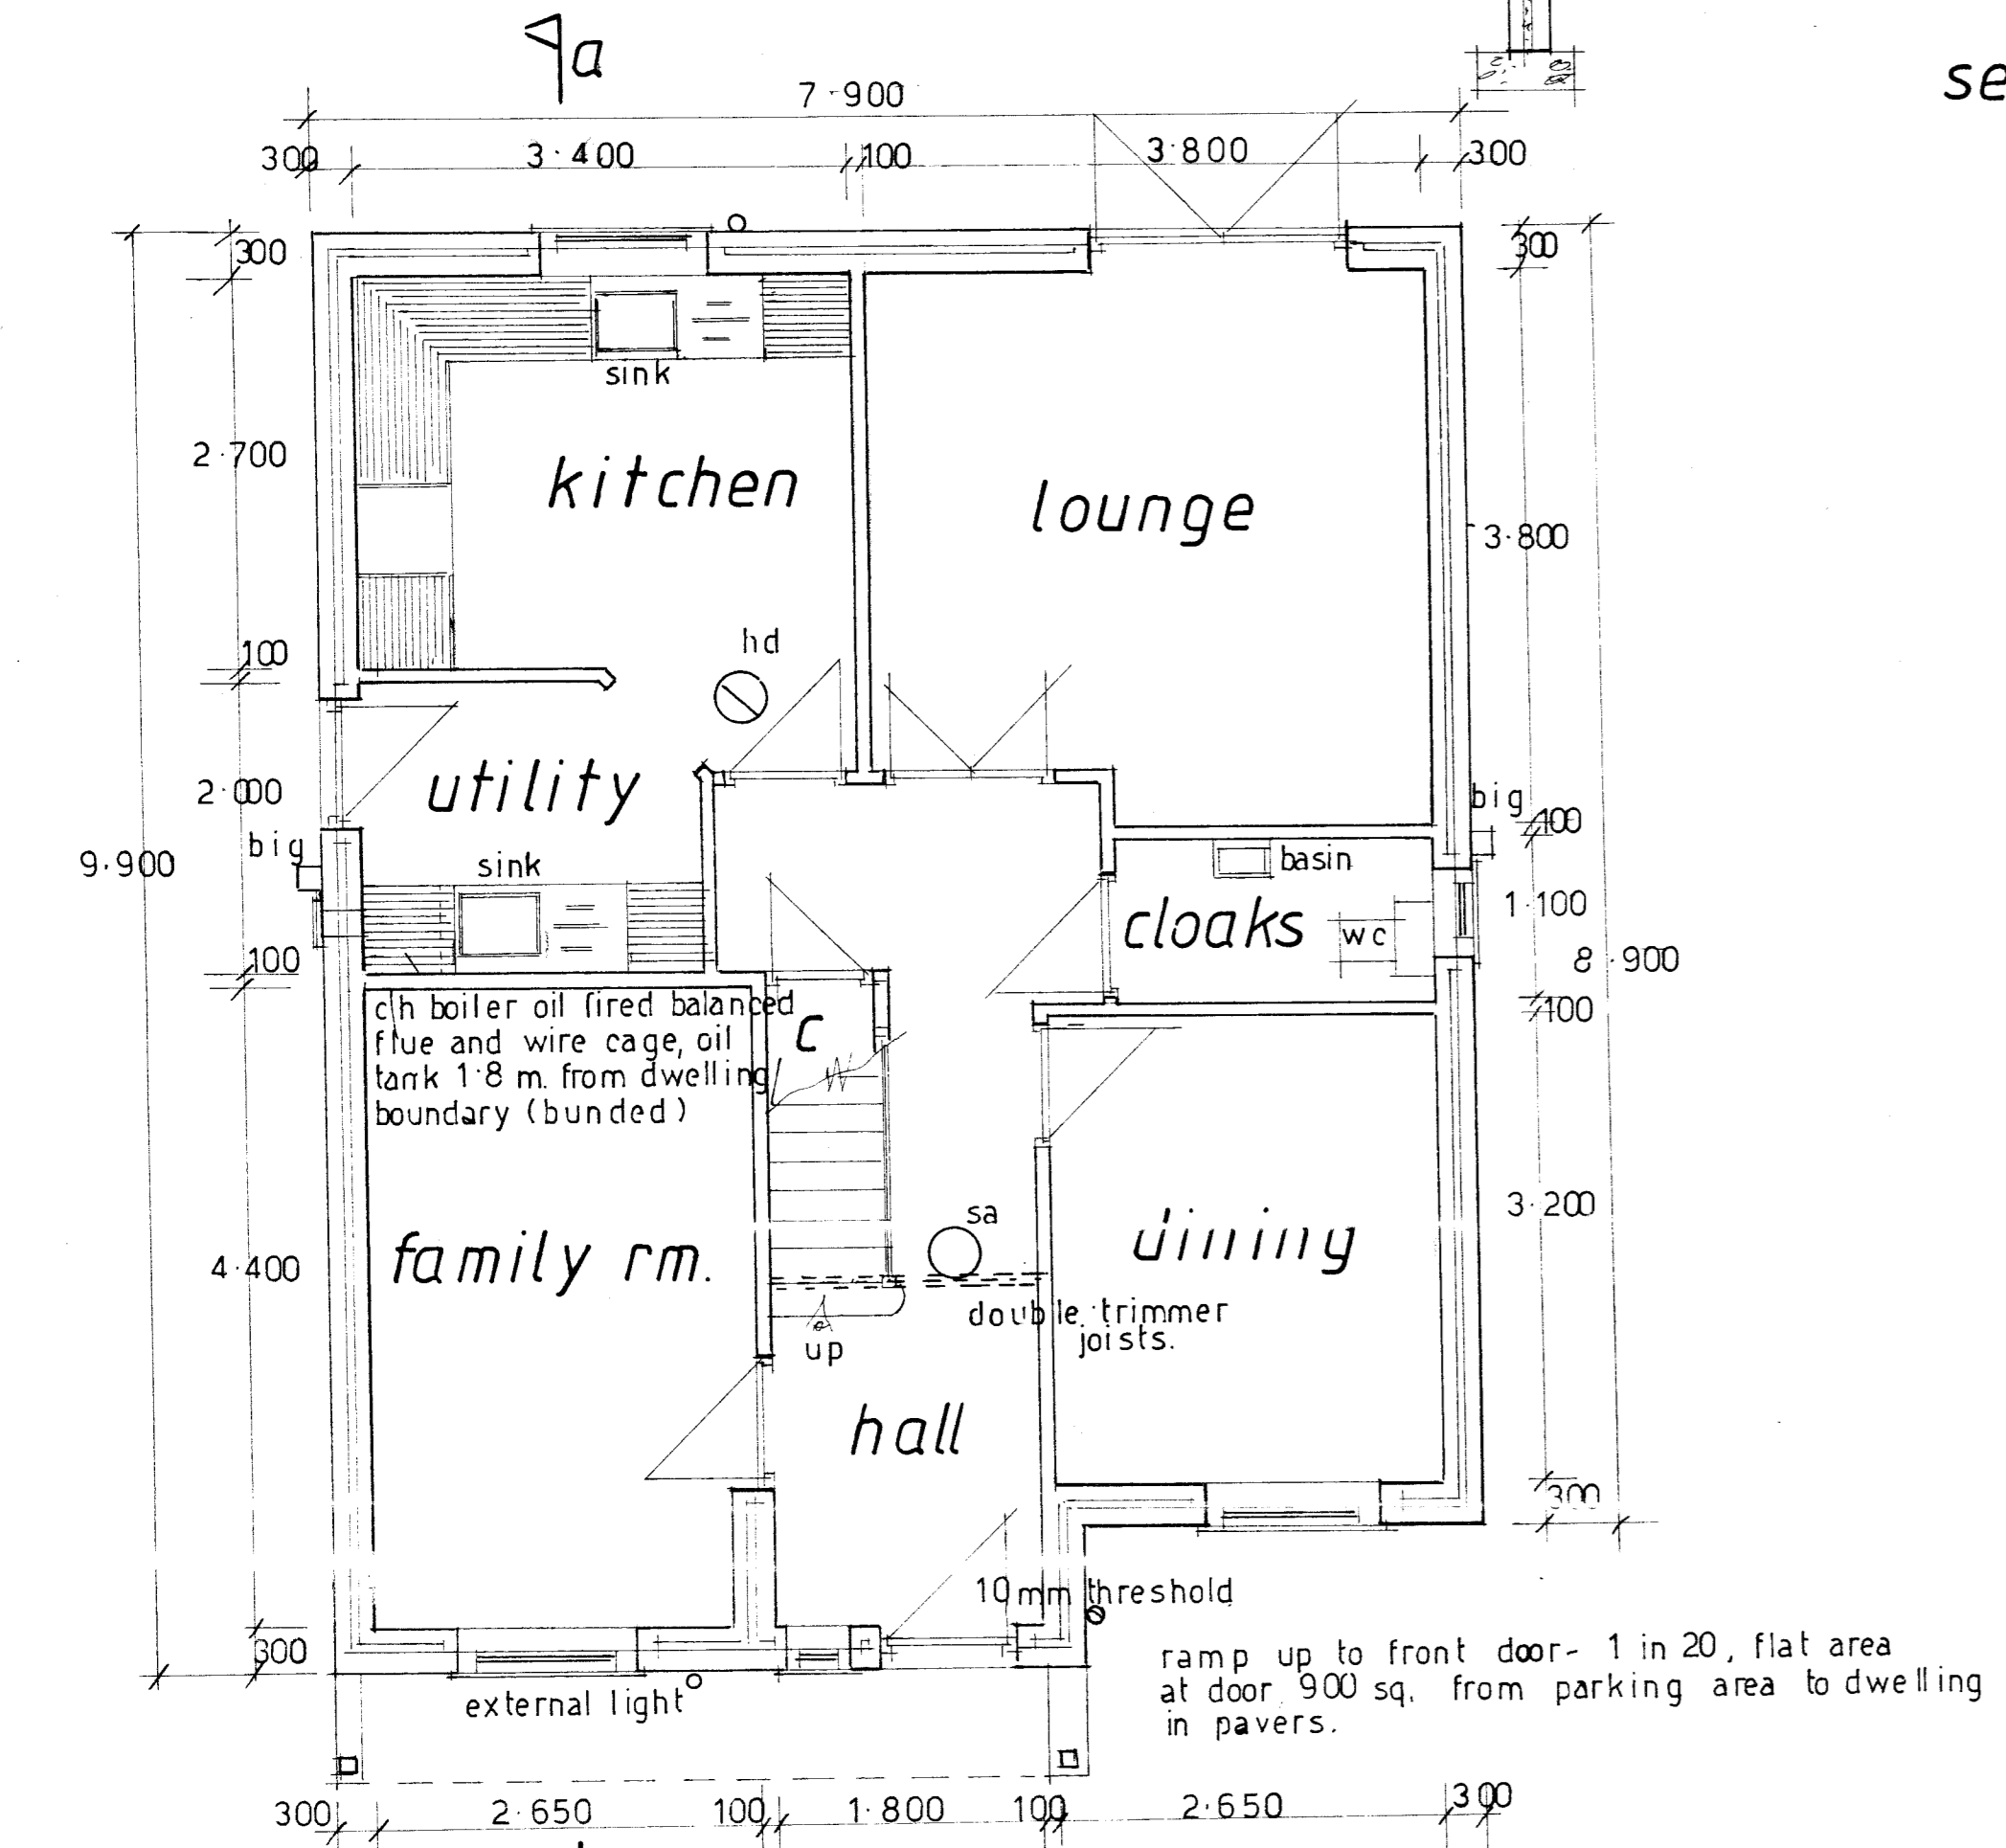 a
se
7·900
300 3·400 100 3·800 300
300 300
sink
2·700
kitchen
lounge
3·800
hd
100
utility
2·000
big
big
100
9·900
sink
basin
cloaks
wc
1·100
8·900
100
100
c/h boiler oil fired balanced
flue and wire cage, oil
tank 1·8 m. from dwelling
boundary (bunded)
c
3·200
sa
family rm.
dining
4·400
double trimmer
joists.
up
hall
300
10mm threshold
300
external light
ramp up to front door- 1 in 20, flat area
at door 900 sq. from parking area to dwelling
in pavers.
300 2·650 100 1·800 100 2·650 300